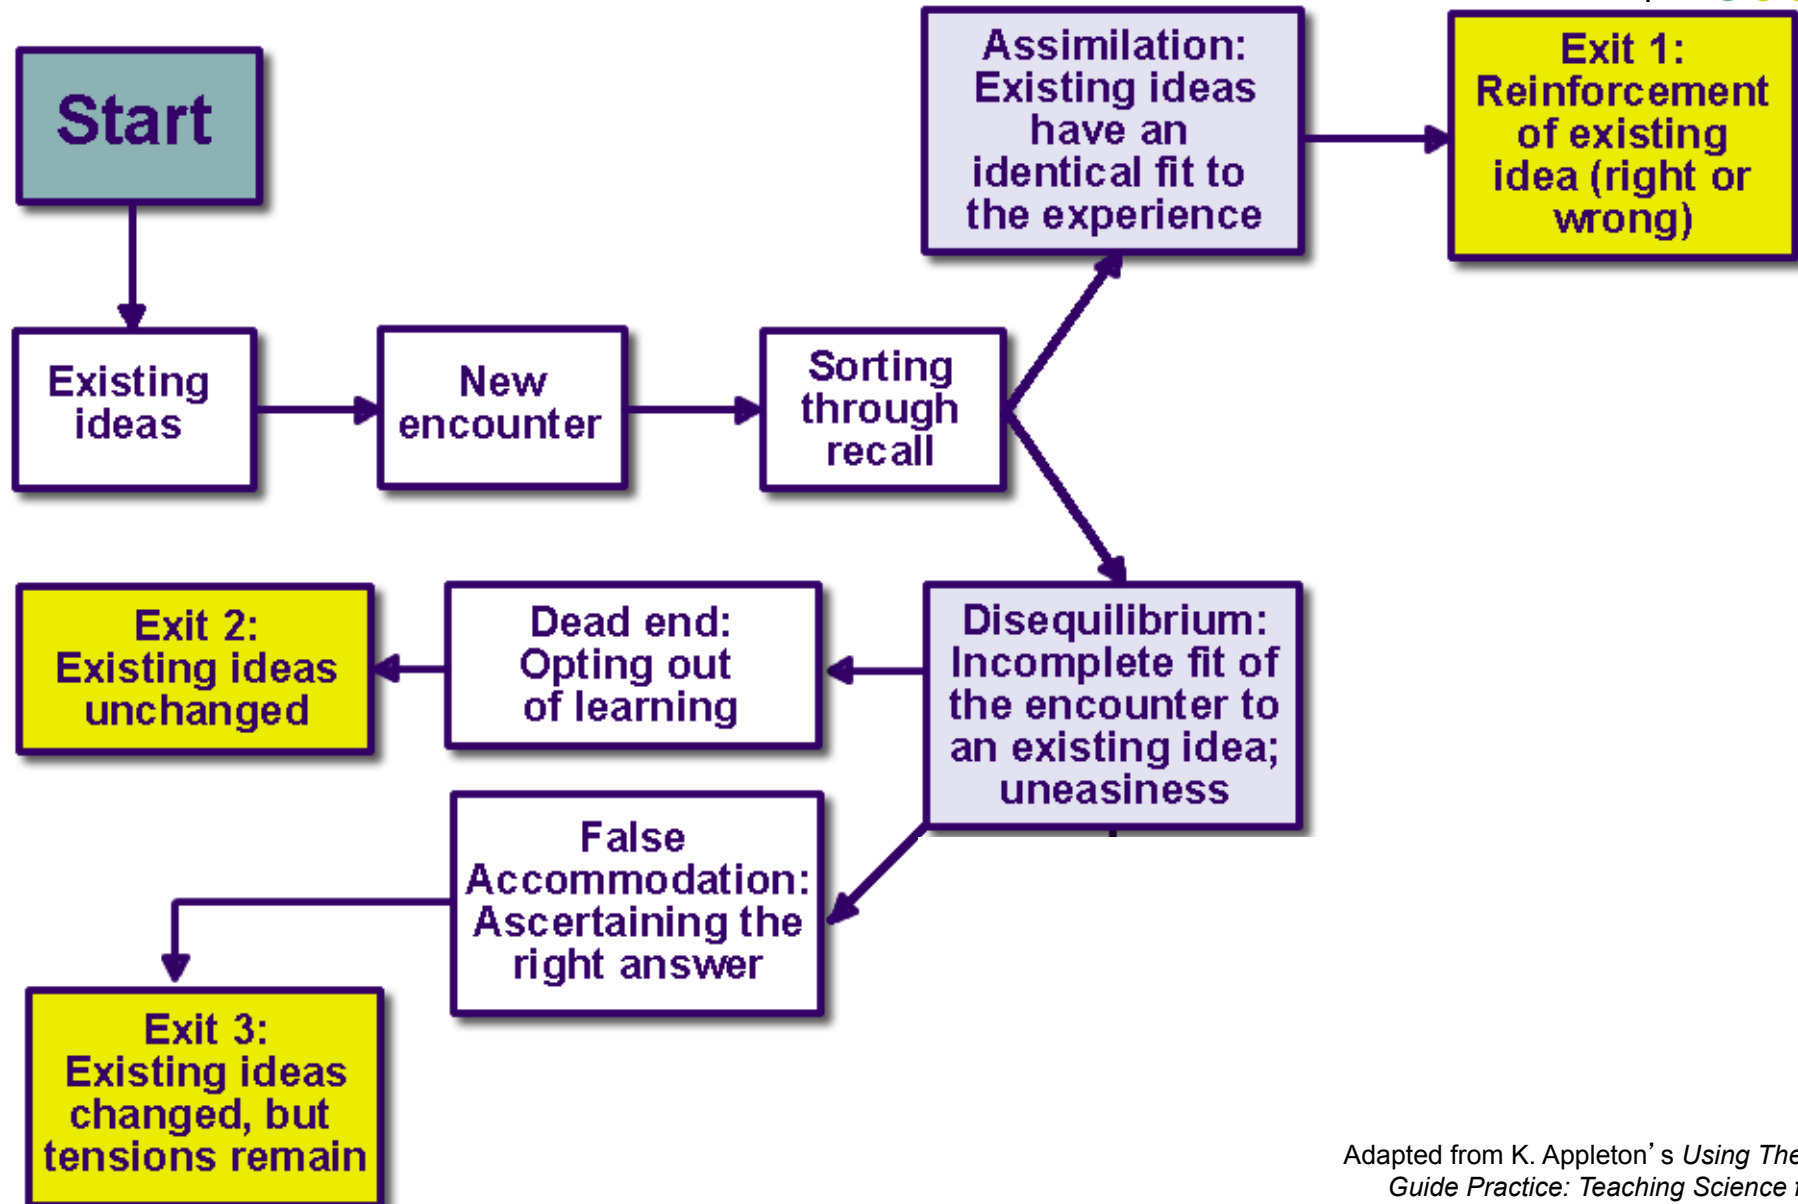 Start
Existing
ideas
New
encounter
Sorting
through
recall
Assimilation:
Existing ideas
have an
identical fit to
the experience
Exit 1:
Reinforcement
of existing
idea (right or
wrong)
Disequilibrium:
Incomplete fit of
the encounter to
an existing idea;
uneasiness
Dead end:
Opting out
of learning
Exit 2:
Existing ideas
unchanged
False
Accommodation:
Ascertaining the
right answer
Exit 3:
Existing ideas
changed, but
tensions remain
Adapted from K. Appleton’s Using The
Guide Practice: Teaching Science